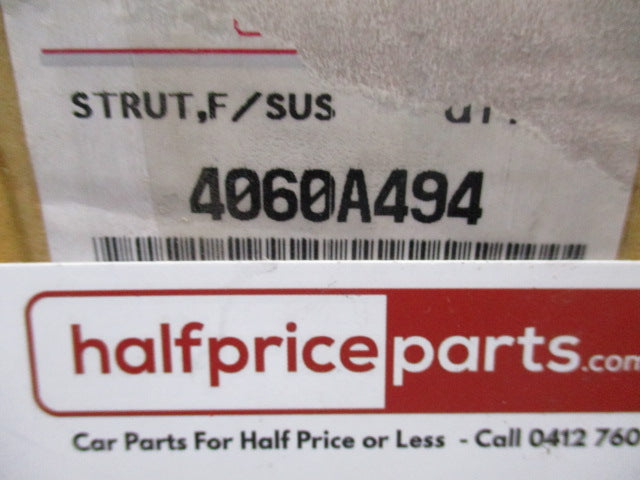 STRUT,F/SUS
4060A494
halfpriceparts.com
Car Parts For Half Price or Less - Call 0412 760